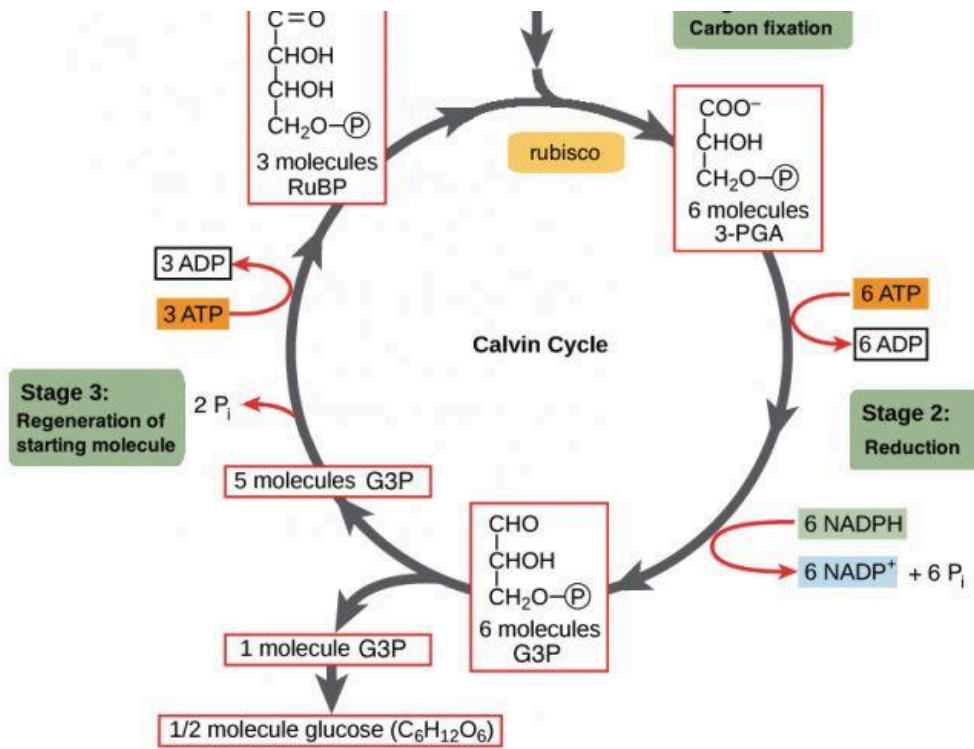 C=O
CHOH
CHOH
CH₂O-Ⓟ
3 molecules
RuBP
Carbon fixation
rubisco
COO⁻
CHOH
CH₂O-Ⓟ
6 molecules
3-PGA
3 ADP
3 ATP
6 ATP
6 ADP
Calvin Cycle
Stage 3:
Regeneration of
starting molecule
2 Pᵢ
Stage 2:
Reduction
5 molecules G3P
6 NADPH
6 NADP⁺ + 6 Pᵢ
CHO
CHOH
CH₂O-Ⓟ
6 molecules
G3P
1 molecule G3P
1/2 molecule glucose (C₆H₁₂O₆)